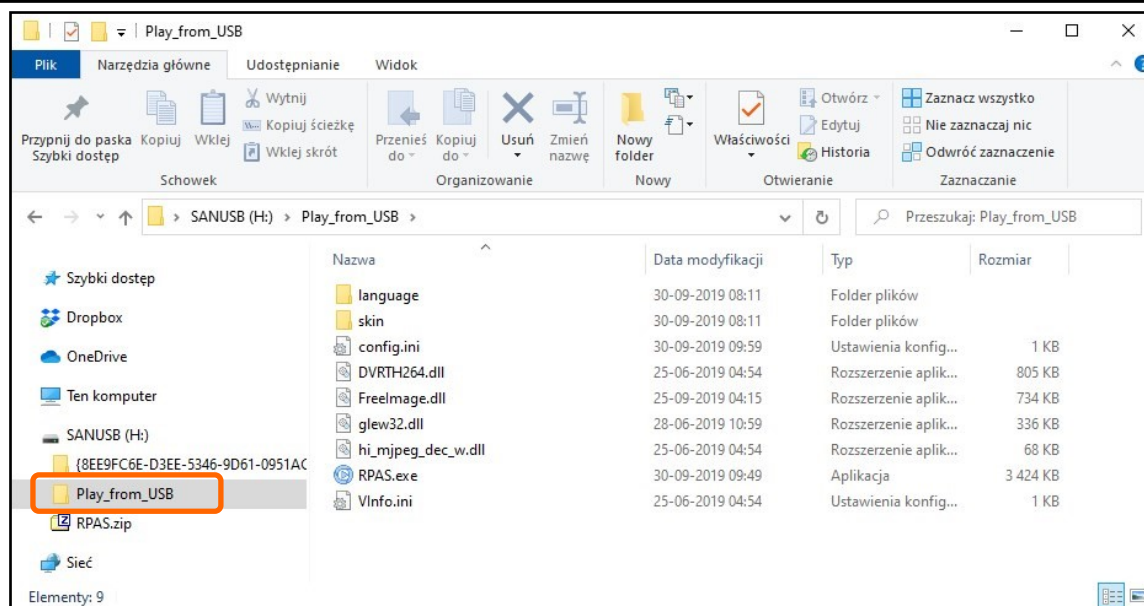 Play_from_USB
Plik Narzędzia główne Udostępnianie Widok
Przypnij do paska Szybki dostęp
Kopiuj
Wklej
Wytnij
Kopiuj ścieżkę
Wklej skrót
Schowek
Przenieś do
Kopiuj do
Usuń
Zmień nazwę
Organizowanie
Nowy folder
Nowy
Właściwości
Otwórz
Edytuj
Historia
Otwieranie
Zaznacz wszystko
Nie zaznaczaj nic
Odwróć zaznaczenie
Zaznaczanie
SANUSB (H:) > Play_from_USB >
Przeszukaj: Play_from_USB
Szybki dostęp
Dropbox
OneDrive
Ten komputer
SANUSB (H:)
{8EE9FC6E-D3EE-5346-9D61-0951AC
Play_from_USB
RPAS.zip
Sieć
Nazwa Data modyfikacji Typ Rozmiar
language 30-09-2019 08:11 Folder plików
skin 30-09-2019 08:11 Folder plików
config.ini 30-09-2019 09:59 Ustawienia konfig... 1 KB
DVRTH264.dll 25-06-2019 04:54 Rozszerzenie aplik... 805 KB
FreeImage.dll 25-09-2019 04:15 Rozszerzenie aplik... 734 KB
glew32.dll 28-06-2019 10:59 Rozszerzenie aplik... 336 KB
hi_mjpeg_dec_w.dll 25-06-2019 04:54 Rozszerzenie aplik... 68 KB
RPAS.exe 30-09-2019 09:49 Aplikacja 3 424 KB
VInfo.ini 25-06-2019 04:54 Ustawienia konfig... 1 KB
Elementy: 9